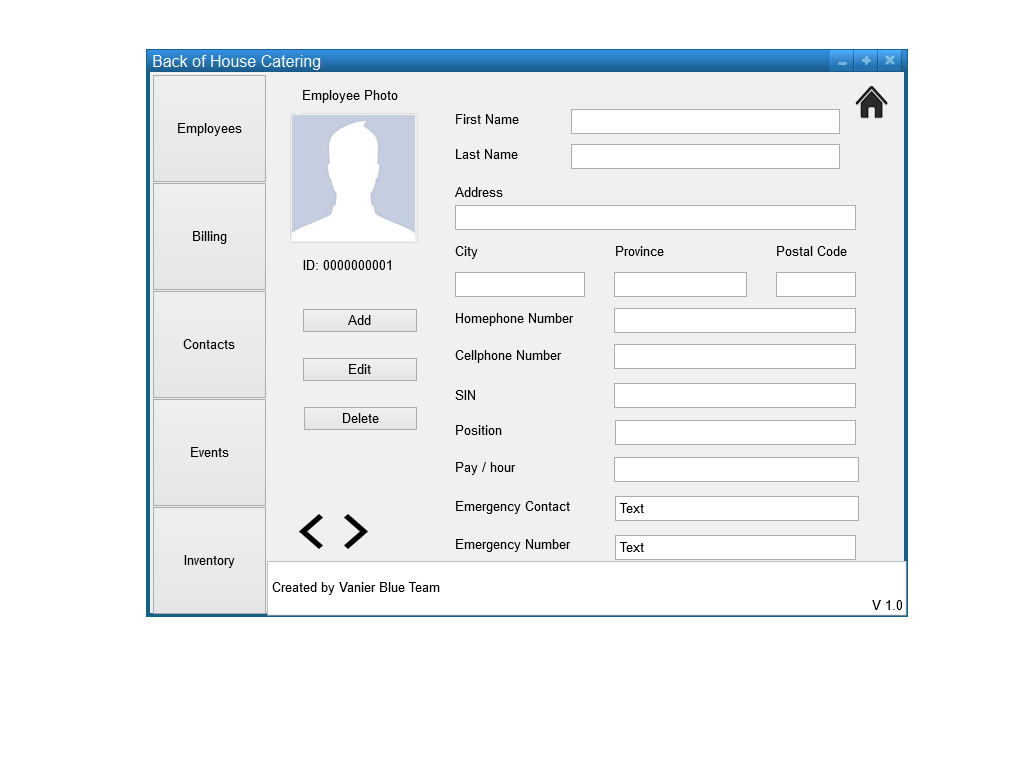 Back of House Catering
Employees
Billing
Contacts
Events
Inventory
Employee Photo
ID: 0000000001
Add
Edit
Delete
First Name
Last Name
Address
City Province Postal Code
Homephone Number
Cellphone Number
SIN
Position
Pay / hour
Emergency Contact Text
Emergency Number Text
Created by Vanier Blue Team
V 1.0